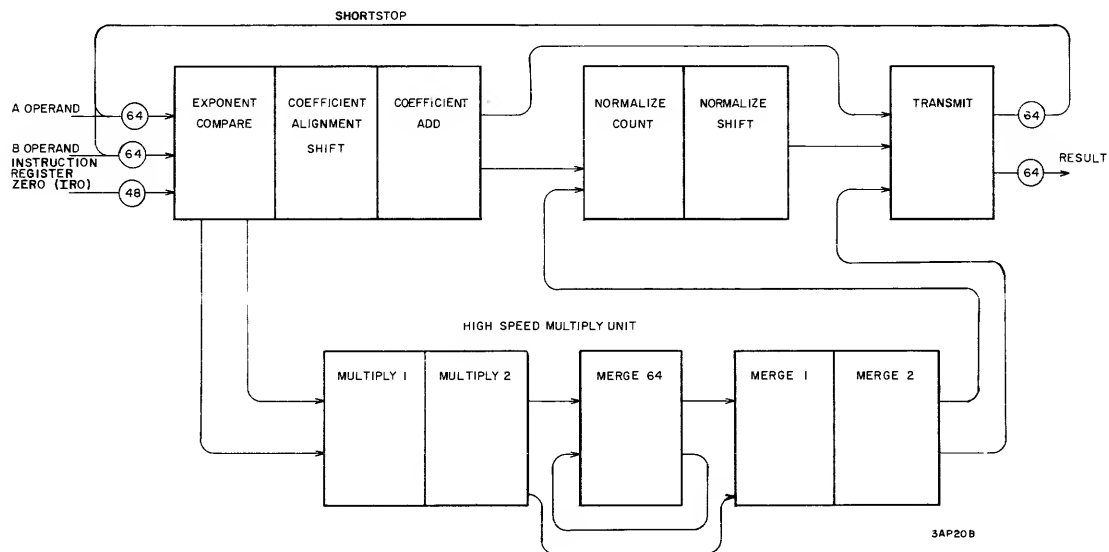 SHORTSTOP
A OPERAND
64
B OPERAND
64
INSTRUCTION
REGISTER
ZERO (IRO)
48
EXPONENT
COMPARE
COEFFICIENT
ALIGNMENT
SHIFT
COEFFICIENT
ADD
NORMALIZE
COUNT
NORMALIZE
SHIFT
TRANSMIT
64
64
RESULT
HIGH SPEED MULTIPLY UNIT
MULTIPLY 1
MULTIPLY 2
MERGE 64
MERGE 1
MERGE 2
3AP20B